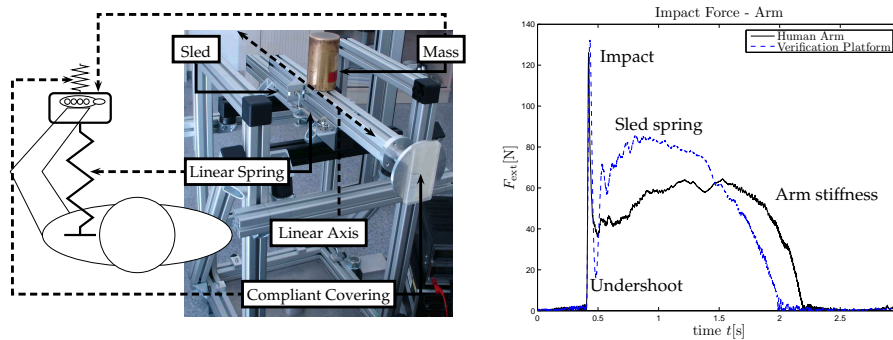 Sled
Mass
Linear Spring
Linear Axis
Compliant Covering
Impact Force - Arm
Human Arm
Verification Platform
Impact
Sled spring
Arm stiffness
Undershoot
F_ext[N]
140
120
100
80
60
40
20
0
0
0.5
1
1.5
2
2.5
time t[s]